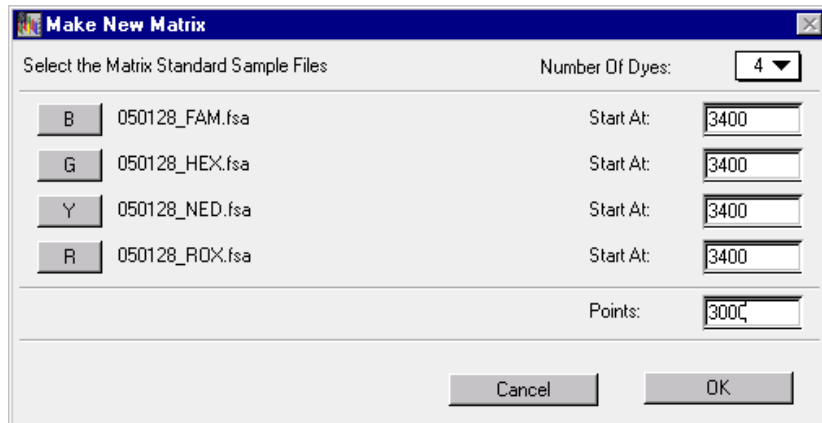 Make New Matrix
Select the Matrix Standard Sample Files Number Of Dyes: 4
B 050128_FAM.fsa Start At: 3400
G 050128_HEX.fsa Start At: 3400
Y 050128_NED.fsa Start At: 3400
R 050128_ROX.fsa Start At: 3400
Points: 3000
Cancel OK